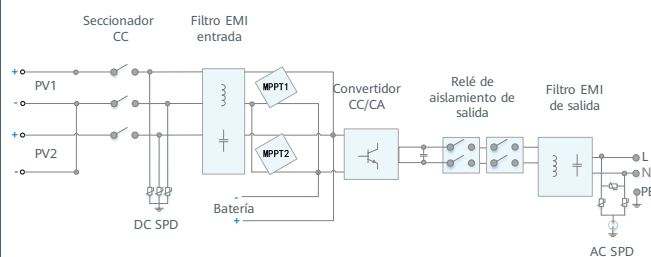 Seccionador
CC
Filtro EMI
entrada
+
PV1
-
+
PV2
-
MPPT1
MPPT2
Convertidor
CC/CA
Relé de
aislamiento de
salida
Filtro EMI
de salida
L
N
PE
-
Batería
+
DC SPD
AC SPD